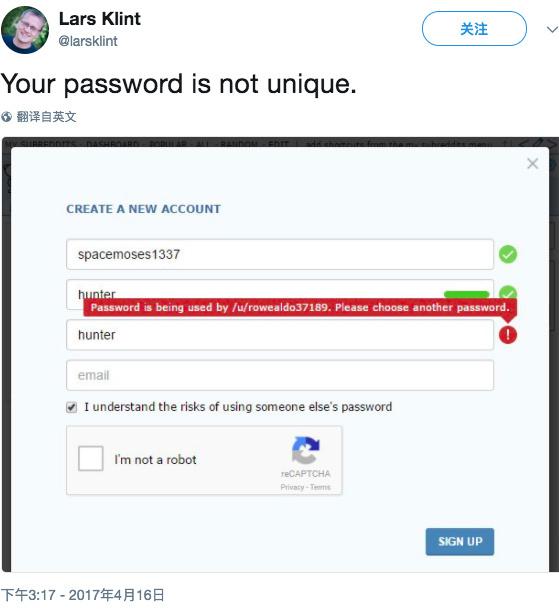 Lars Klint
@larsklint
关注
Your password is not unique.
翻译自英文
MY SUBREDDITS - DASHBOARD - POPULAR - ALL - RANDOM - EDIT | add shortcuts from the my subreddits menu
×
CREATE A NEW ACCOUNT
spacemoses1337
hunter
Password is being used by /u/rowealdo37189. Please choose another password.
hunter
email
I understand the risks of using someone else's password
I'm not a robot
reCAPTCHA
Privacy - Terms
SIGN UP
下午3:17 - 2017年4月16日